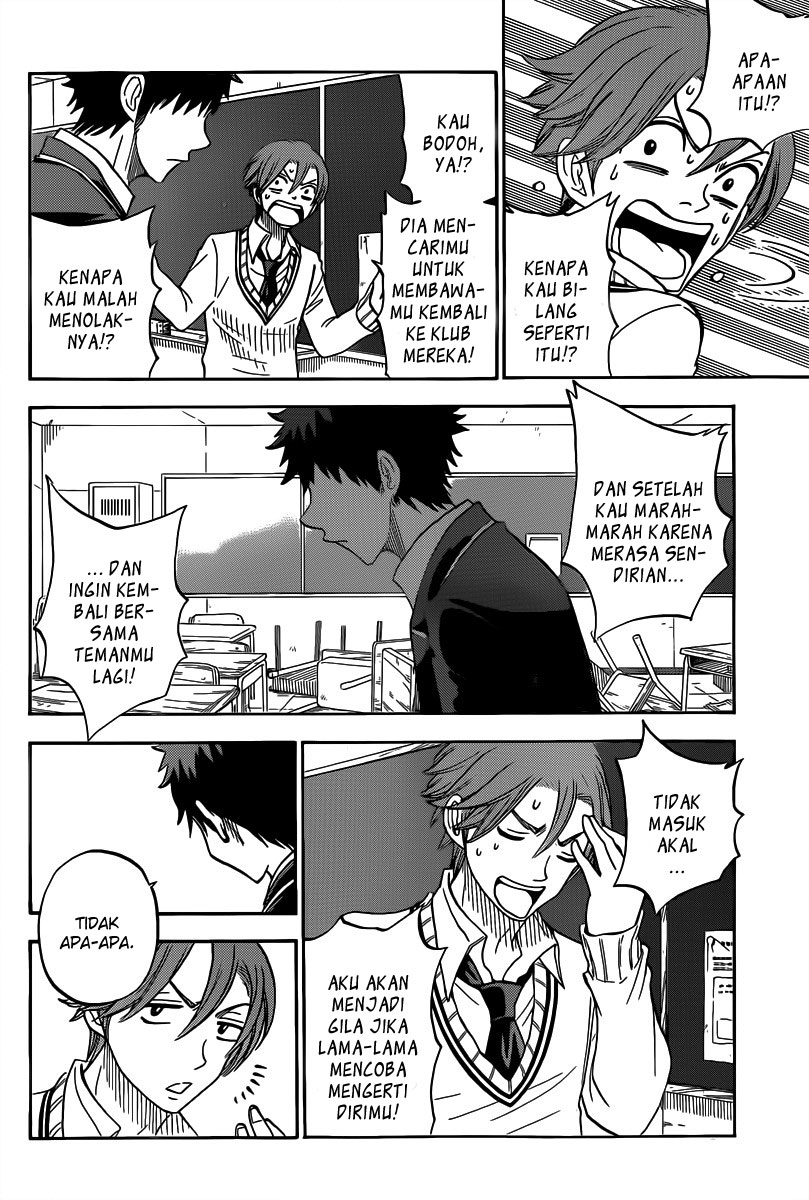 APA-
APAAN
ITU!?
KENAPA
KAU BI-
LANG
SEPERTI
ITU!?
KAU
BODOH,
YA!?
DIA MEN-
CARIMU
UNTUK
MEMBAWA-
MU KEMBALI
KE KLUB
MEREKA!
KENAPA
KAU MALAH
MENOLAK-
NYA!?
DAN SETELAH
KAU MARAH-
MARAH KARENA
MERASA SEN-
DIRIAN...
... DAN
INGIN KEM-
BALI BER-
SAMA
TEMANMU
LAGI!
TIDAK
MASUK
AKAL
...
AKU AKAN
MENJADI
GILA JIKA
LAMA-LAMA
MENCOBA
MENGERTI
DIRIMU!
TIDAK
APA-APA.